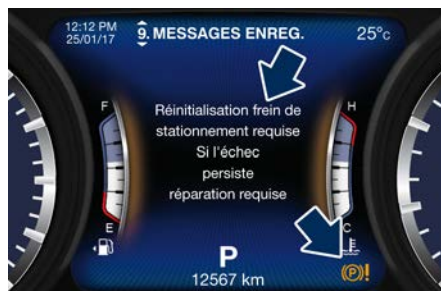 12:12 PM
25/01/17
9. MESSAGES ENREG.
25°c
Réinitialisation frein de
stationnement requise
Si l'échec
persiste
réparation requise
F
H
E
C
P
12567 km
(P)!